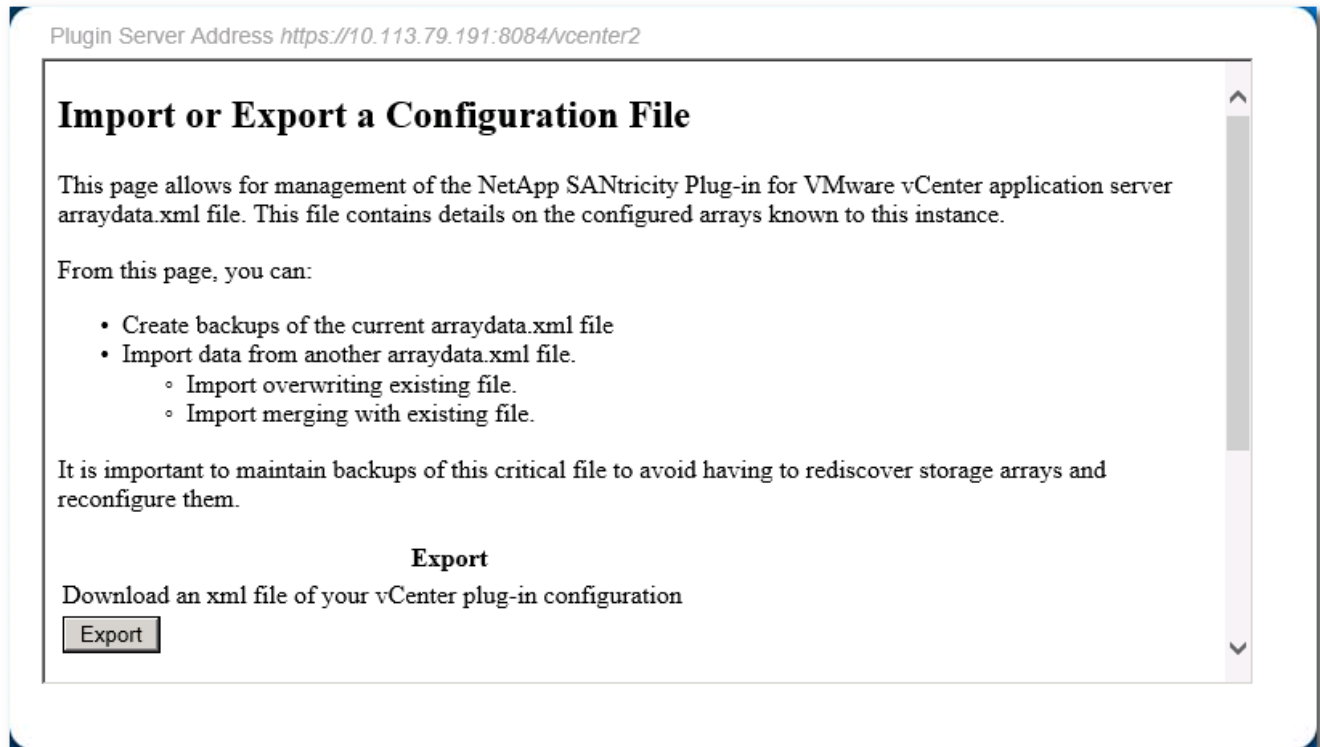 Plugin Server Address https://10.113.79.191:8084/vcenter2
Import or Export a Configuration File
This page allows for management of the NetApp SANtricity Plug-in for VMware vCenter application server
arraydata.xml file. This file contains details on the configured arrays known to this instance.
From this page, you can:
• Create backups of the current arraydata.xml file
• Import data from another arraydata.xml file.
◦ Import overwriting existing file.
◦ Import merging with existing file.
It is important to maintain backups of this critical file to avoid having to rediscover storage arrays and
reconfigure them.
Export
Download an xml file of your vCenter plug-in configuration
Export